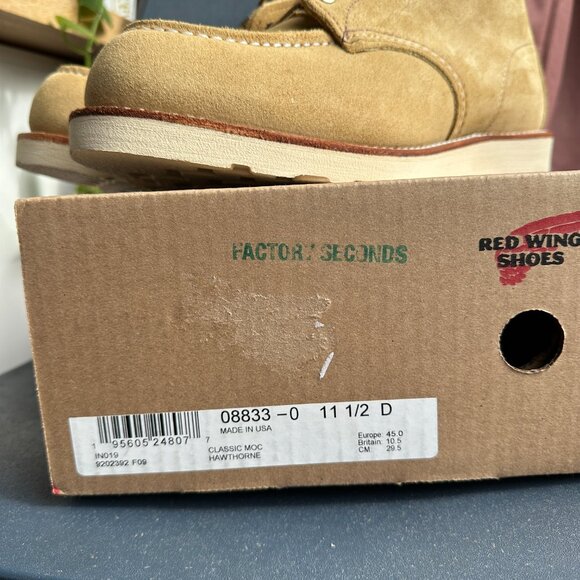 FACTORY SECONDS
RED WING
SHOES
08833-0 11 1/2 D
MADE IN USA
1 95605 24807 7
IN019
9202392 F09
CLASSIC MOC
HAWTHORNE
Europe: 45.0
Britain: 10.5
CM: 29.5